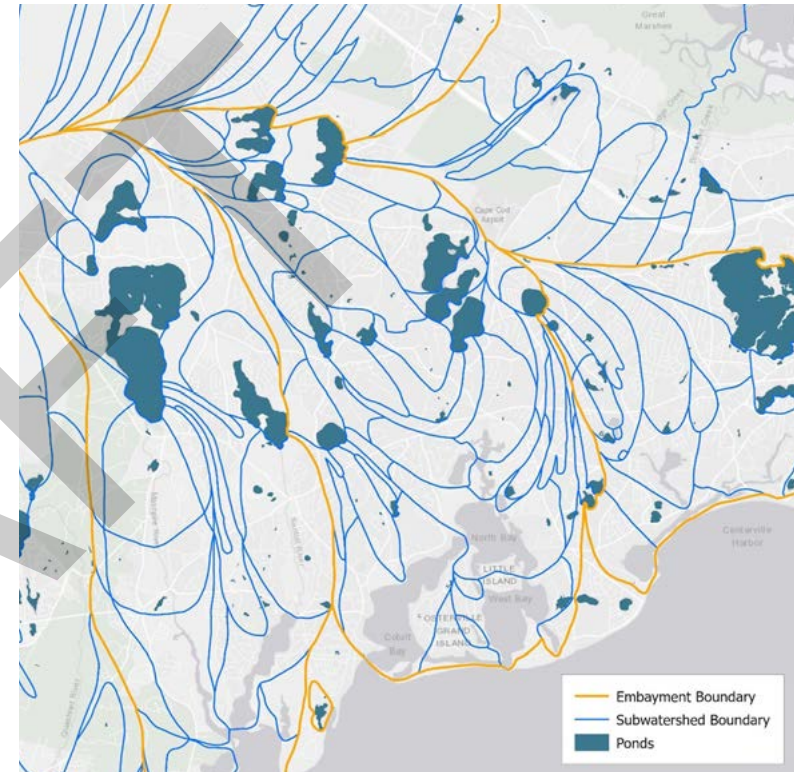 Great
Marshes
Cape Cod
Airport
Centerville
Harbor
North Bay
LITTLE
ISLAND
West Bay
OSTERVILLE
GRAND
ISLAND
Cotuit
Bay
Embayment Boundary
Subwatershed Boundary
Ponds